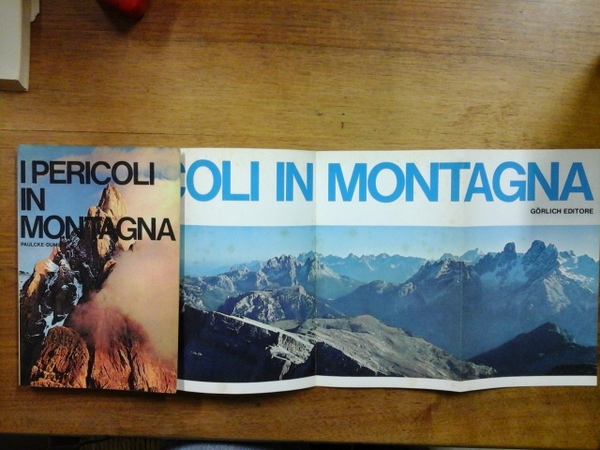 I PERICOLI
IN
MONTAGNA
PAULCKE-DUMLER
COLI IN MONTAGNA
GÖRLICH EDITORE